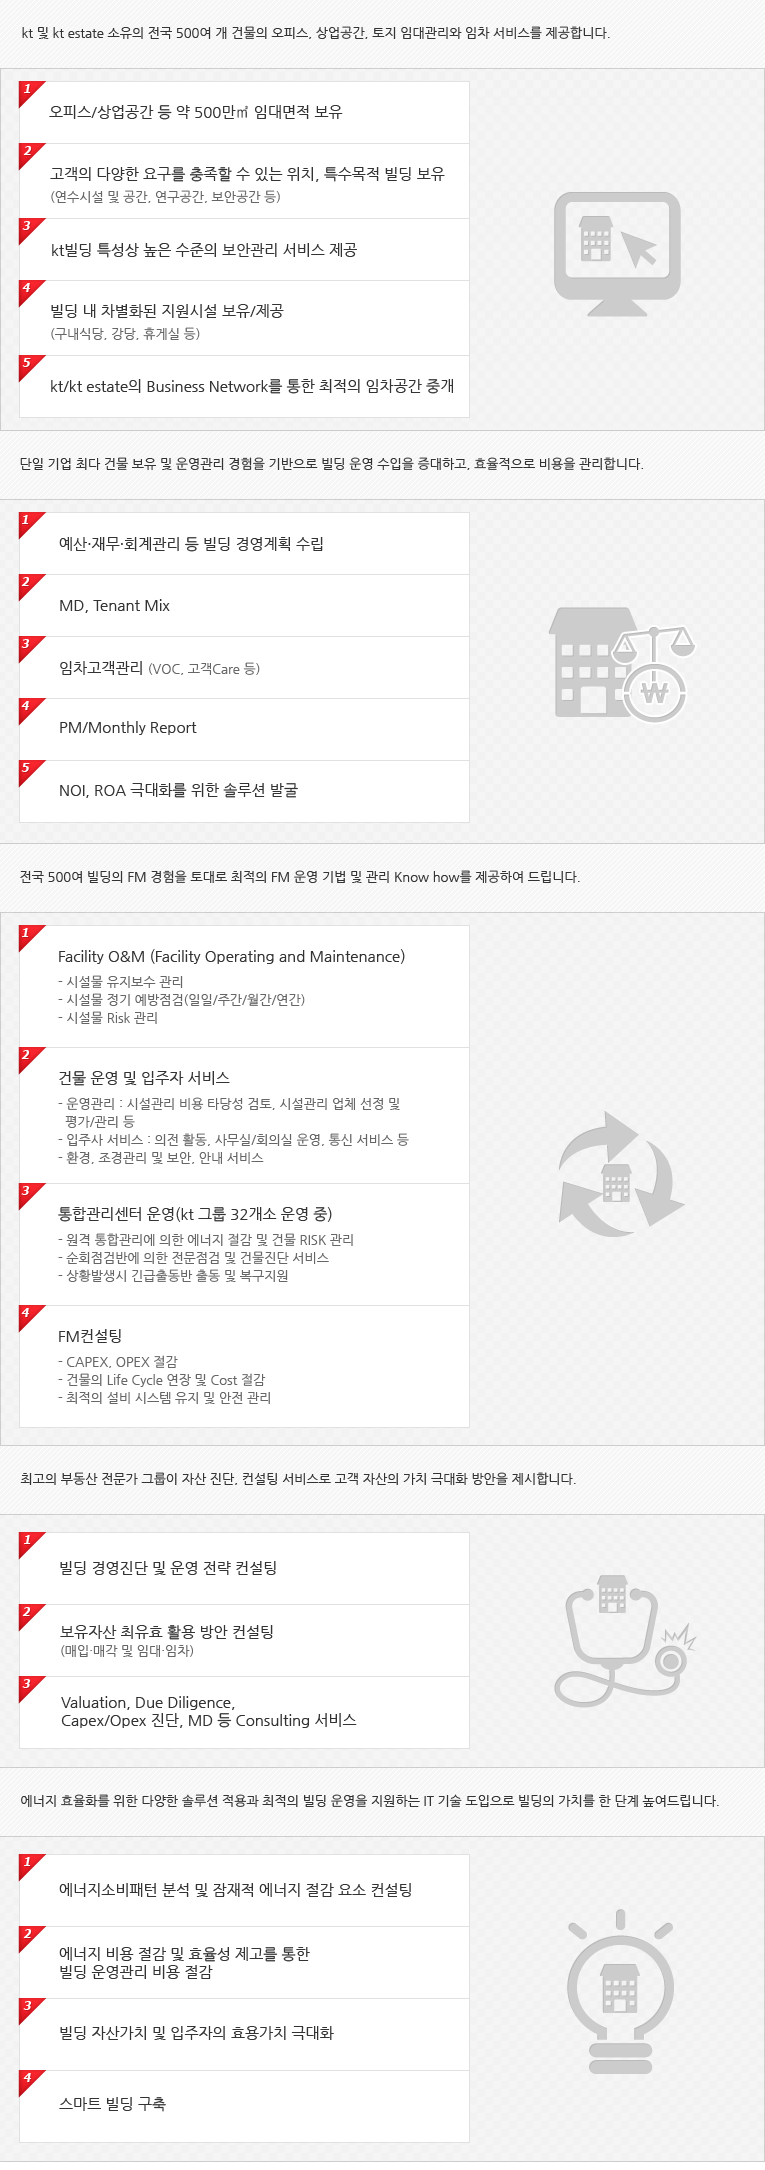 kt 및 kt estate 소유의 전국 500여 개 건물의 오피스, 상업공간, 토지 임대관리와 임차 서비스를 제공합니다.
1
오피스/상업공간 등 약 500만㎡ 임대면적 보유
2
고객의 다양한 요구를 충족할 수 있는 위치, 특수목적 빌딩 보유
(연수시설 및 공간, 연구공간, 보안공간 등)
3
kt빌딩 특성상 높은 수준의 보안관리 서비스 제공
4
빌딩 내 차별화된 지원시설 보유/제공
(구내식당, 강당, 휴게실 등)
5
kt/kt estate의 Business Network를 통한 최적의 임차공간 중개
단일 기업 최다 건물 보유 및 운영관리 경험을 기반으로 빌딩 운영 수입을 증대하고, 효율적으로 비용을 관리합니다.
1
예산·재무·회계관리 등 빌딩 경영계획 수립
2
MD, Tenant Mix
3
임차고객관리 (VOC, 고객Care 등)
4
PM/Monthly Report
5
NOI, ROA 극대화를 위한 솔루션 발굴
₩
전국 500여 빌딩의 FM 경험을 토대로 최적의 FM 운영 기법 및 관리 Know how를 제공하여 드립니다.
1
Facility O&M (Facility Operating and Maintenance)
- 시설물 유지보수 관리
- 시설물 정기 예방점검(일일/주간/월간/연간)
- 시설물 Risk 관리
2
건물 운영 및 입주자 서비스
- 운영관리 : 시설관리 비용 타당성 검토, 시설관리 업체 선정 및
평가/관리 등
- 입주사 서비스 : 의전 활동, 사무실/회의실 운영, 통신 서비스 등
- 환경, 조경관리 및 보안, 안내 서비스
3
통합관리센터 운영(kt 그룹 32개소 운영 중)
- 원격 통합관리에 의한 에너지 절감 및 건물 RISK 관리
- 순회점검반에 의한 전문점검 및 건물진단 서비스
- 상황발생시 긴급출동반 출동 및 복구지원
4
FM컨설팅
- CAPEX, OPEX 절감
- 건물의 Life Cycle 연장 및 Cost 절감
- 최적의 설비 시스템 유지 및 안전 관리
최고의 부동산 전문가 그룹이 자산 진단, 컨설팅 서비스로 고객 자산의 가치 극대화 방안을 제시합니다.
1
빌딩 경영진단 및 운영 전략 컨설팅
2
보유자산 최유효 활용 방안 컨설팅
(매입·매각 및 임대·임차)
3
Valuation, Due Diligence,
Capex/Opex 진단, MD 등 Consulting 서비스
에너지 효율화를 위한 다양한 솔루션 적용과 최적의 빌딩 운영을 지원하는 IT 기술 도입으로 빌딩의 가치를 한 단계 높여드립니다.
1
에너지소비패턴 분석 및 잠재적 에너지 절감 요소 컨설팅
2
에너지 비용 절감 및 효율성 제고를 통한
빌딩 운영관리 비용 절감
3
빌딩 자산가치 및 입주자의 효용가치 극대화
4
스마트 빌딩 구축